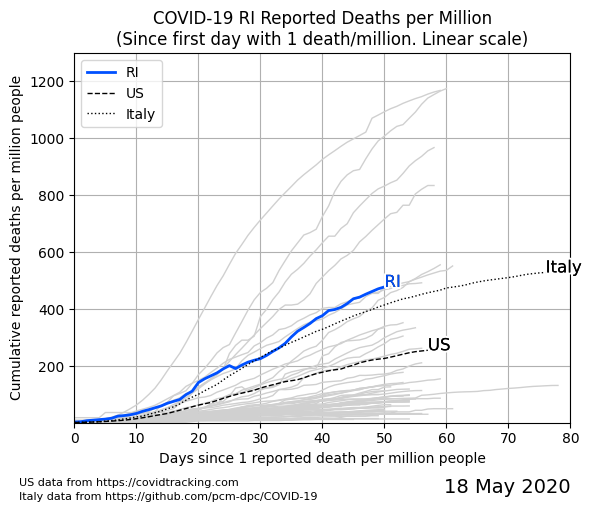 COVID-19 RI Reported Deaths per Million
(Since first day with 1 death/million. Linear scale)
Cumulative reported deaths per million people
1200
1000
800
600
400
200
RI
US
Italy
RI
Italy
US
0 10 20 30 40 50 60 70 80
Days since 1 reported death per million people
US data from https://covidtracking.com
Italy data from https://github.com/pcm-dpc/COVID-19
18 May 2020